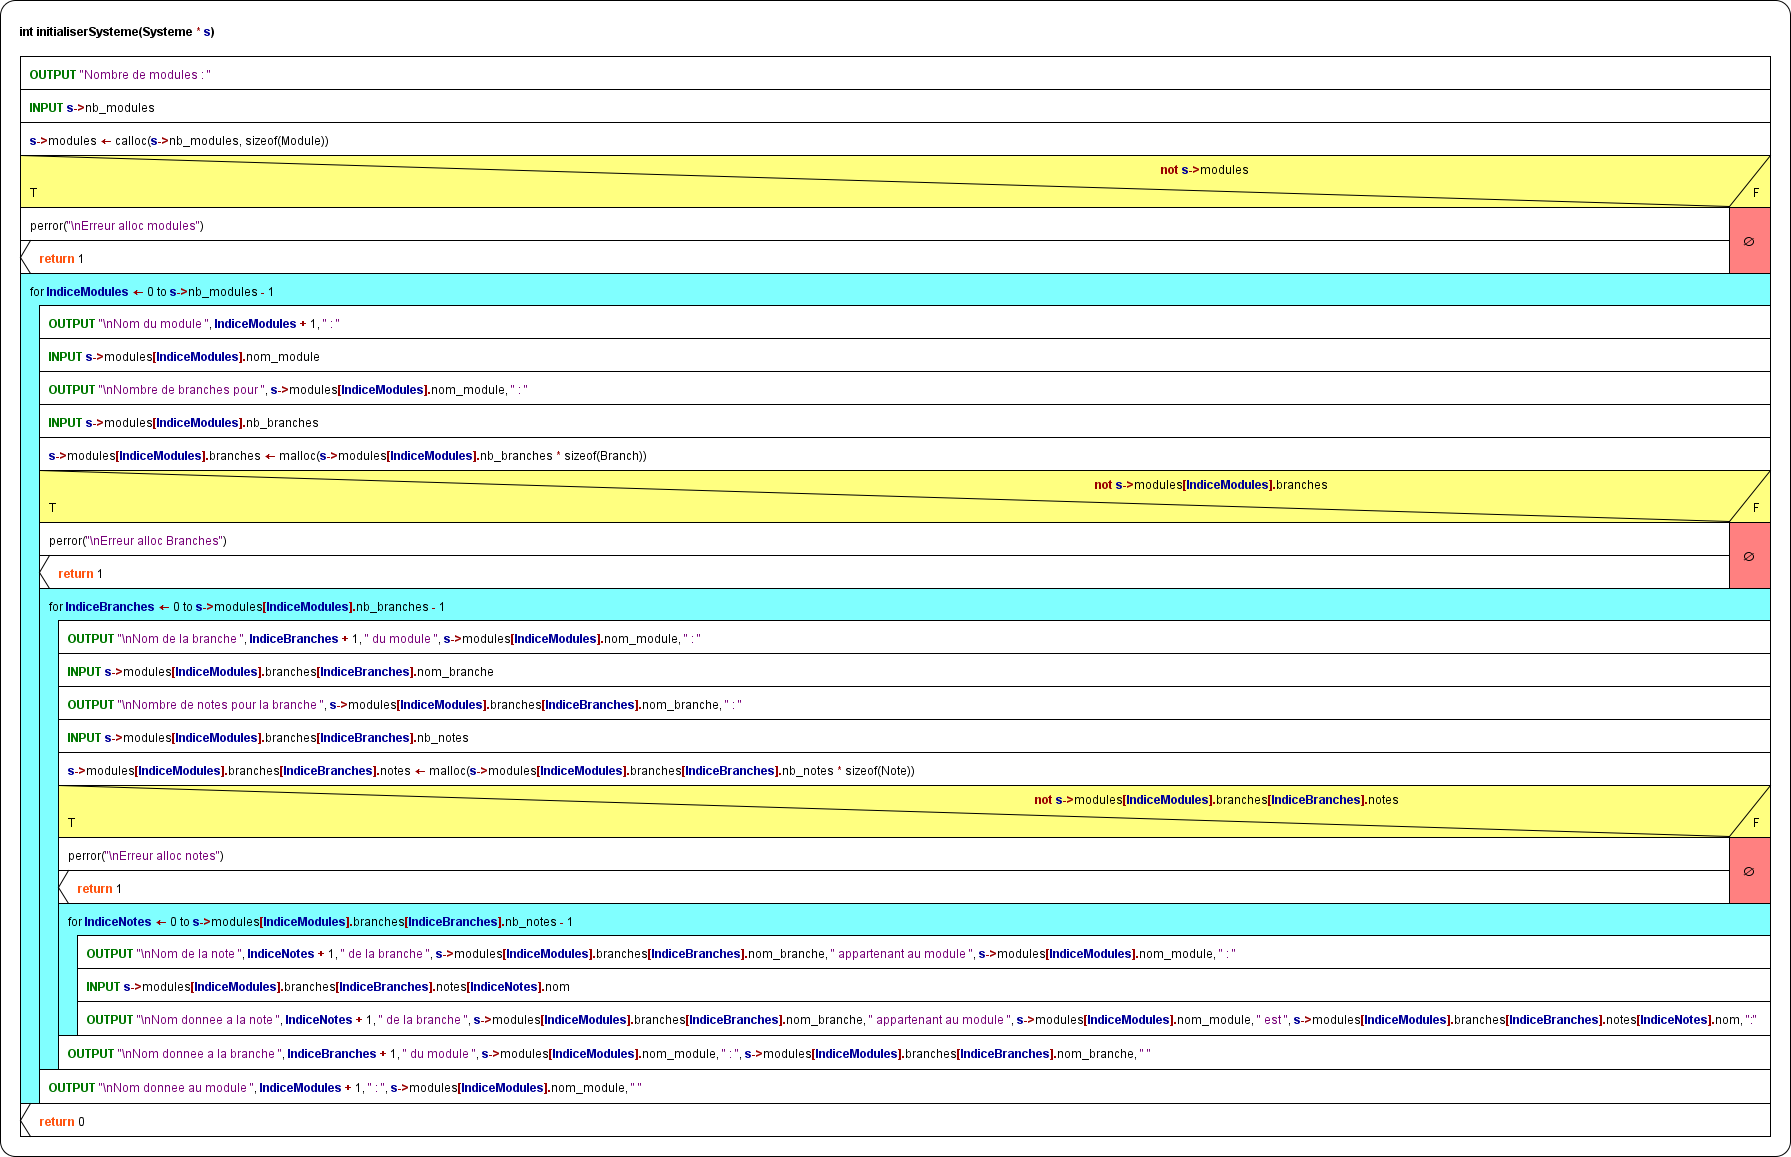 int initialiserSysteme(Systeme * s)
OUTPUT "Nombre de modules : "
INPUT s->nb_modules
s->modules ← calloc(s->nb_modules, sizeof(Module))
not s->modules
T F
perror("\nErreur alloc modules")
∅
return 1
for IndiceModules ← 0 to s->nb_modules - 1
OUTPUT "\nNom du module ", IndiceModules + 1, " : "
INPUT s->modules[IndiceModules].nom_module
OUTPUT "\nNombre de branches pour ", s->modules[IndiceModules].nom_module, " : "
INPUT s->modules[IndiceModules].nb_branches
s->modules[IndiceModules].branches ← malloc(s->modules[IndiceModules].nb_branches * sizeof(Branch))
not s->modules[IndiceModules].branches
T F
perror("\nErreur alloc Branches")
∅
return 1
for IndiceBranches ← 0 to s->modules[IndiceModules].nb_branches - 1
OUTPUT "\nNom de la branche ", IndiceBranches + 1, " du module ", s->modules[IndiceModules].nom_module, " : "
INPUT s->modules[IndiceModules].branches[IndiceBranches].nom_branche
OUTPUT "\nNombre de notes pour la branche ", s->modules[IndiceModules].branches[IndiceBranches].nom_branche, " : "
INPUT s->modules[IndiceModules].branches[IndiceBranches].nb_notes
s->modules[IndiceModules].branches[IndiceBranches].notes ← malloc(s->modules[IndiceModules].branches[IndiceBranches].nb_notes * sizeof(Note))
not s->modules[IndiceModules].branches[IndiceBranches].notes
T F
perror("\nErreur alloc notes")
∅
return 1
for IndiceNotes ← 0 to s->modules[IndiceModules].branches[IndiceBranches].nb_notes - 1
OUTPUT "\nNom de la note ", IndiceNotes + 1, " de la branche ", s->modules[IndiceModules].branches[IndiceBranches].nom_branche, " appartenant au module ", s->modules[IndiceModules].nom_module, " : "
INPUT s->modules[IndiceModules].branches[IndiceBranches].notes[IndiceNotes].nom
OUTPUT "\nNom donnee a la note ", IndiceNotes + 1, " de la branche ", s->modules[IndiceModules].branches[IndiceBranches].nom_branche, " appartenant au module ", s->modules[IndiceModules].nom_module, " est ", s->modules[IndiceModules].branches[IndiceBranches].notes[IndiceNotes].nom, ":"
OUTPUT "\nNom donnee a la branche ", IndiceBranches + 1, " du module ", s->modules[IndiceModules].nom_module, " : ", s->modules[IndiceModules].branches[IndiceBranches].nom_branche, " "
OUTPUT "\nNom donnee au module ", IndiceModules + 1, " : ", s->modules[IndiceModules].nom_module, " "
return 0